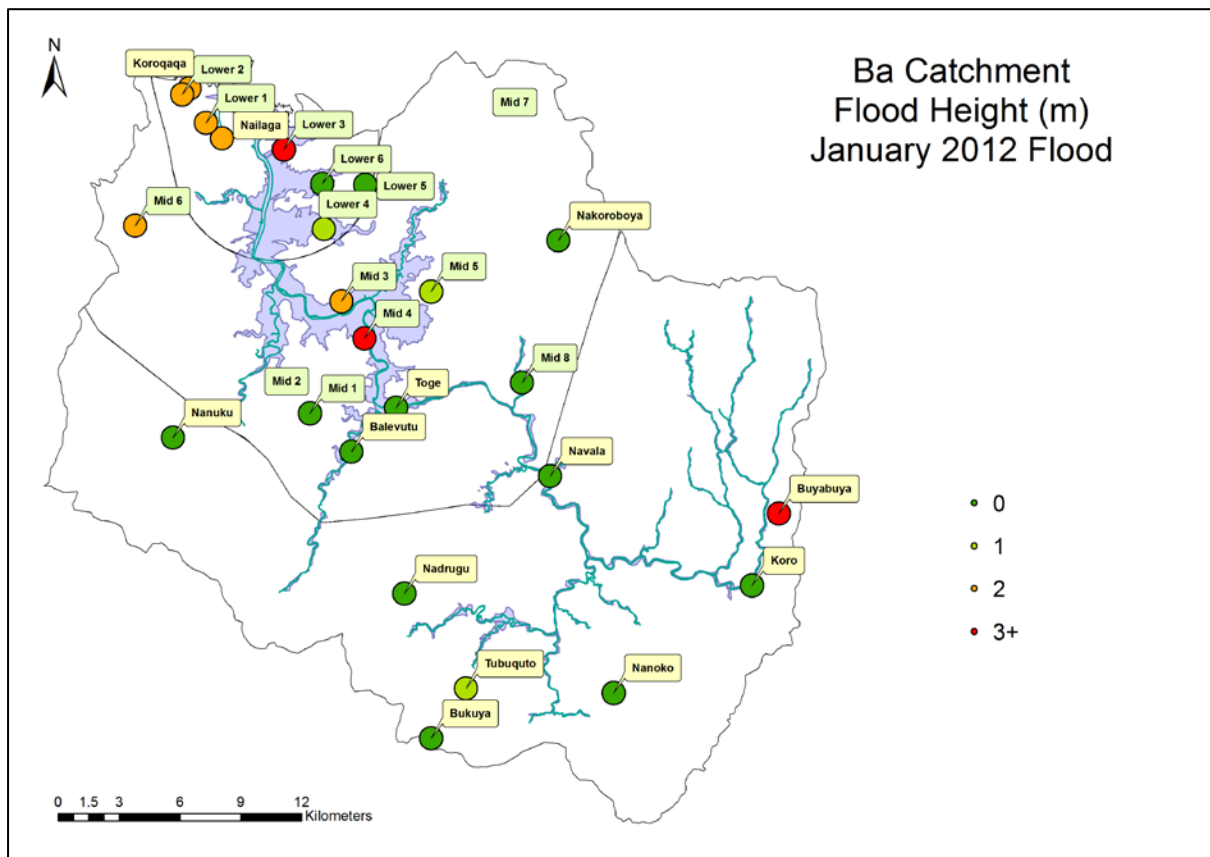 Ba Catchment
Flood Height (m)
January 2012 Flood
N
Koroqaqa
Lower 2
Mid 7
Lower 1
Nailaga
Lower 3
Lower 6
Lower 5
Lower 4
Mid 6
Nakoroboya
Mid 3
Mid 5
Mid 4
Mid 8
Mid 2
Mid 1
Toge
Nanuku
Balevutu
Navala
Buyabuya
Koro
Nadrugu
Tubuquto
Nanoko
Bukuya
0
1
2
3+
0 1.5 3 6 9 12
Kilometers